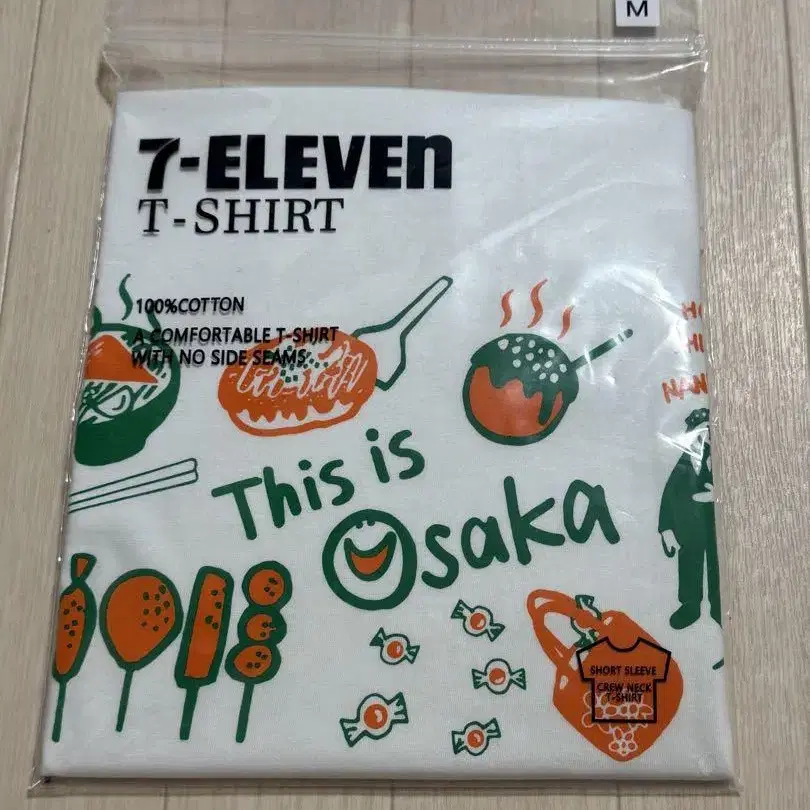 M
7-ELEVEn
T-SHIRT
100%COTTON
A COMFORTABLE T-SHIRT
WITH NO SIDE SEAMS
This is
Osaka
SHORT SLEEVE
CREW NECK
T-SHIRT